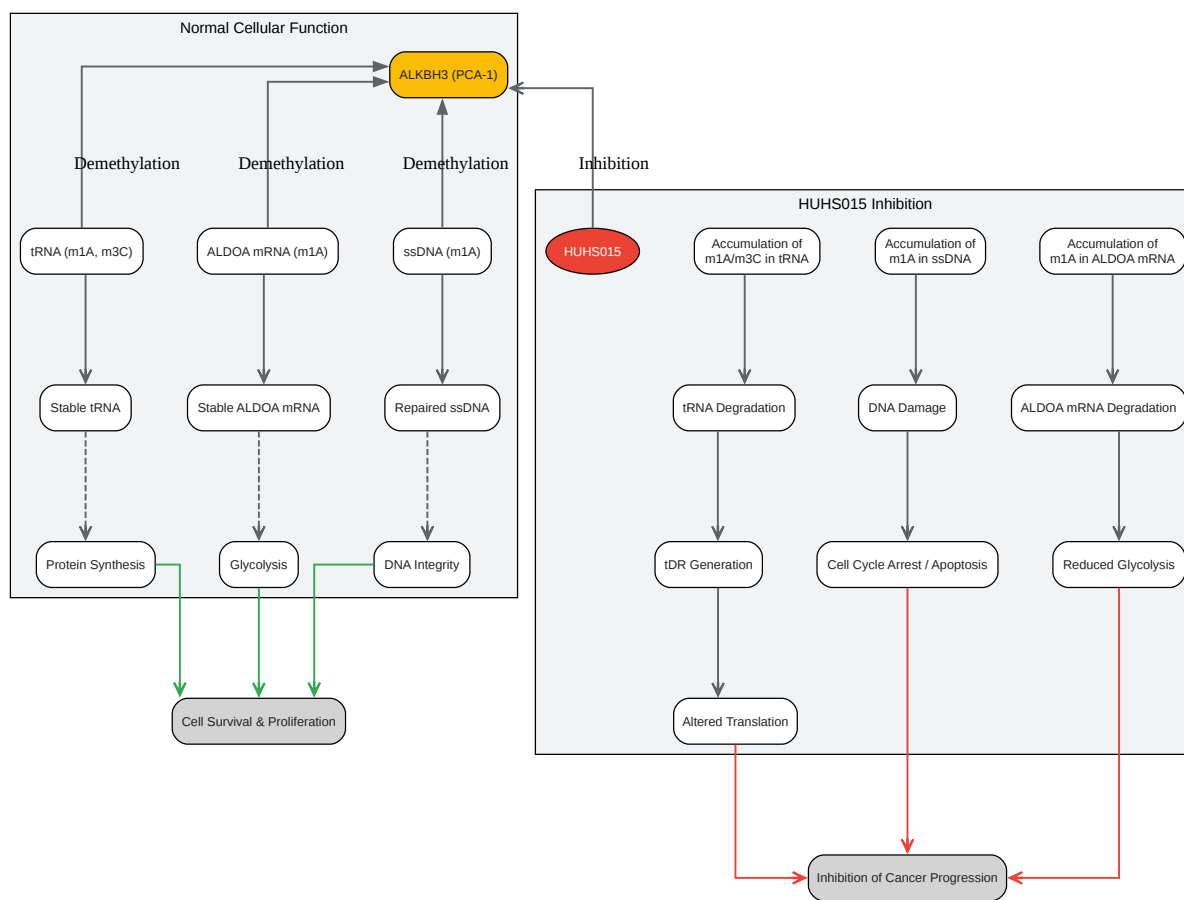 Normal Cellular Function
ALKBH3 (PCA-1)
Demethylation
Demethylation
Demethylation
Inhibition
tRNA (m1A, m3C)
ALDOA mRNA (m1A)
ssDNA (m1A)
Stable tRNA
Stable ALDOA mRNA
Repaired ssDNA
Protein Synthesis
Glycolysis
DNA Integrity
Cell Survival & Proliferation
HUHS015 Inhibition
HUHS015
Accumulation of
m1A/m3C in tRNA
Accumulation of
m1A in ssDNA
Accumulation of
m1A in ALDOA mRNA
tRNA Degradation
DNA Damage
ALDOA mRNA Degradation
tDR Generation
Cell Cycle Arrest / Apoptosis
Reduced Glycolysis
Altered Translation
Inhibition of Cancer Progression